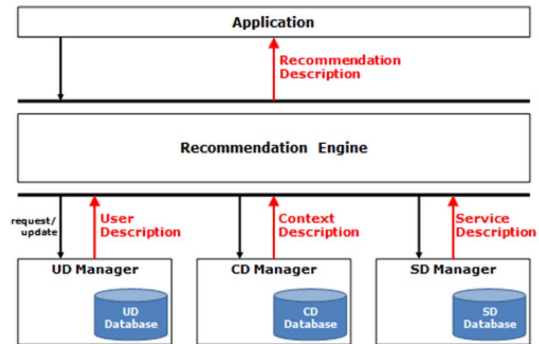 Application
Recommendation
Description
Recommendation Engine
request/
update
User
Description
Context
Description
Service
Description
UD Manager
CD Manager
SD Manager
UD
Database
CD
Database
SD
Database